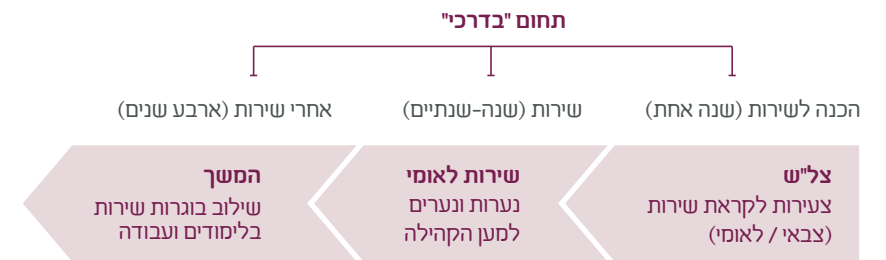 תחום "בדרכי"
הכנה לשירות (שנה אחת)
שירות (שנה-שנתיים)
אחרי שירות (ארבע שנים)
צל"ש
צעירות לקראת שירות
(צבאי / לאומי)
שירות לאומי
נערות ונערים
למען הקהילה
המשך
שילוב בוגרות שירות
בלימודים ועבודה